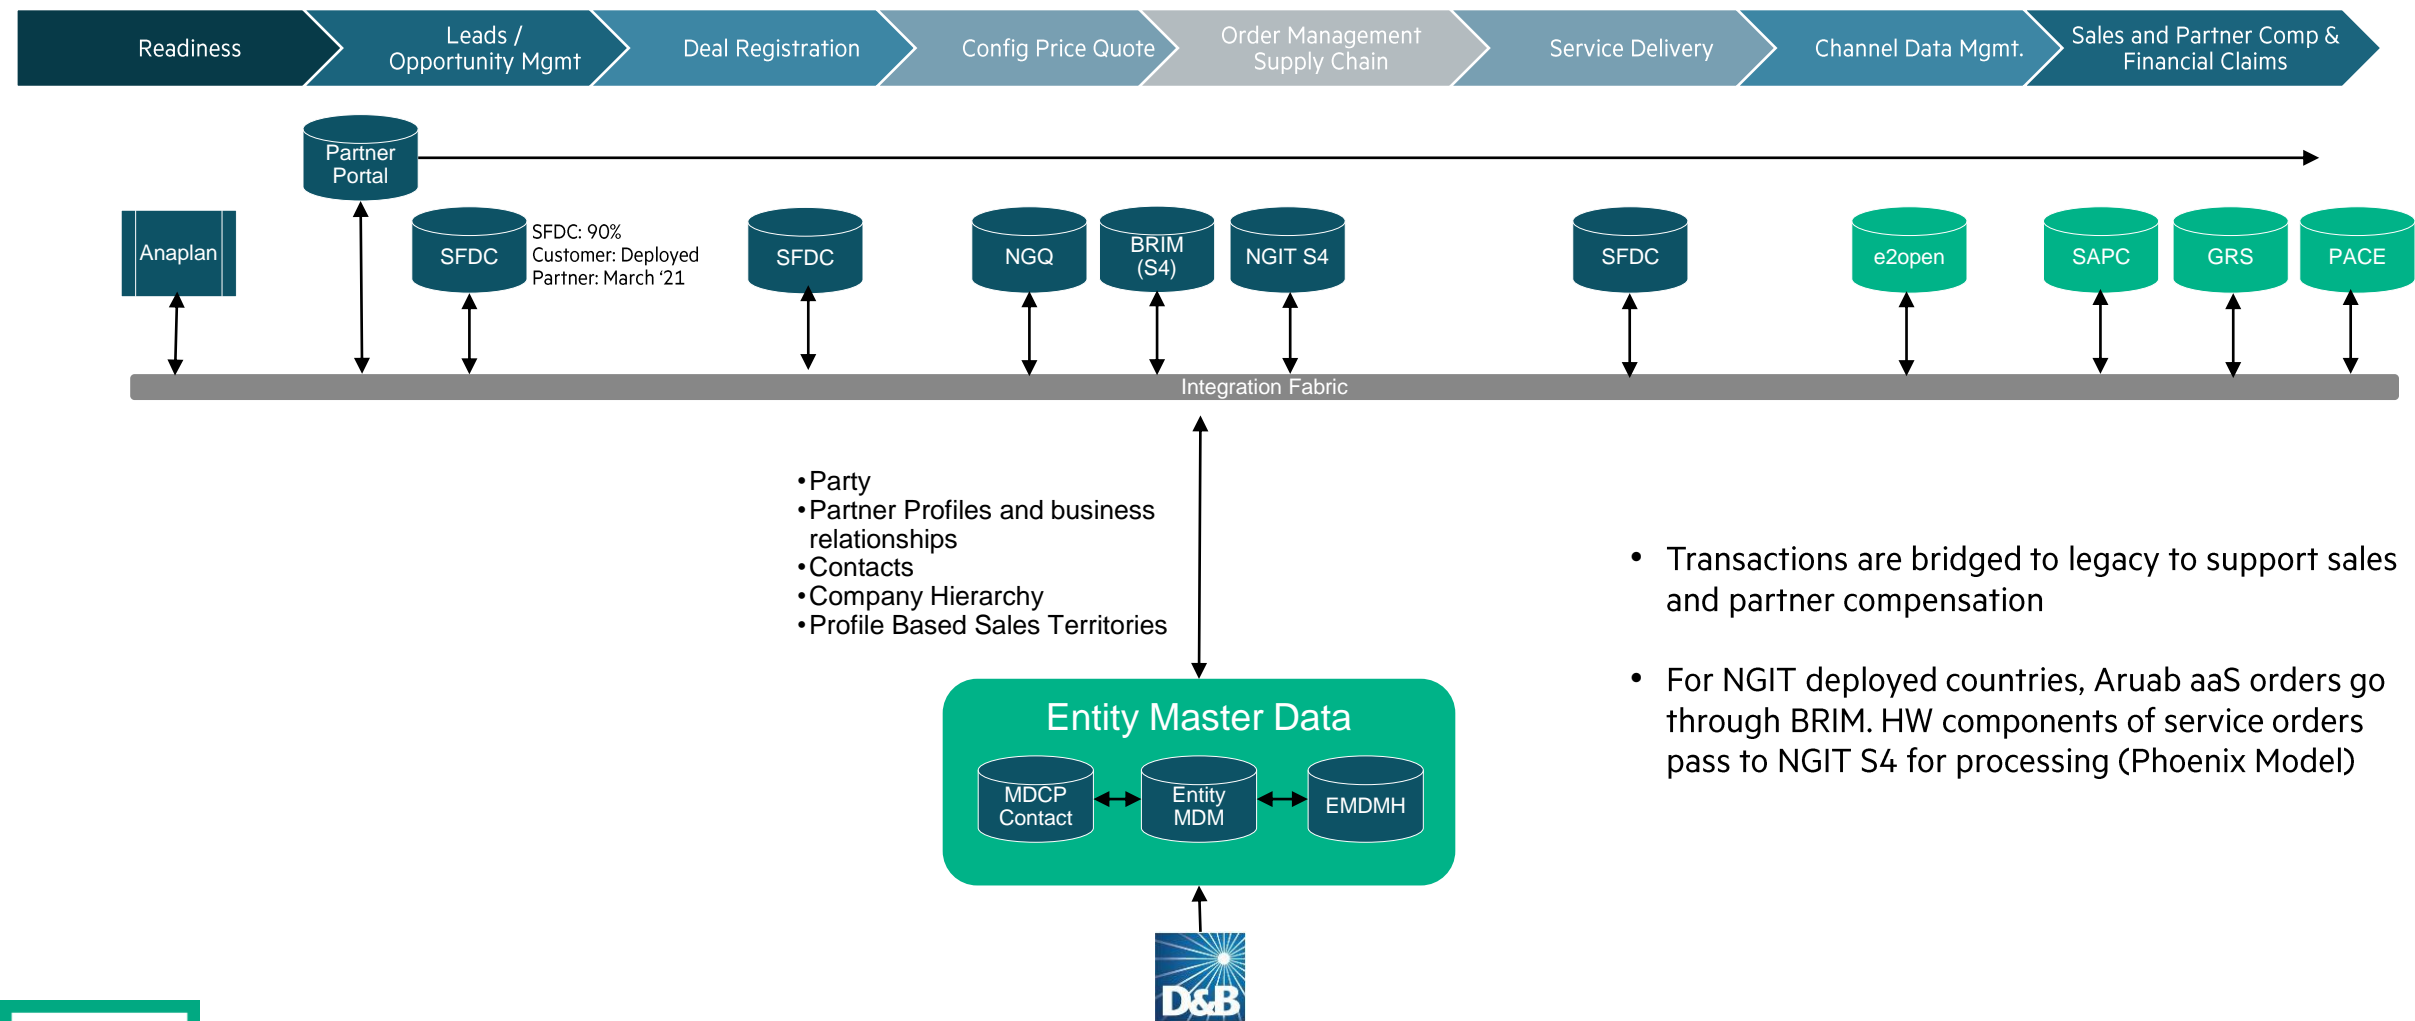 Readiness
Leads /
Opportunity Mgmt
Deal Registration
Config Price Quote
Order Management
Supply Chain
Service Delivery
Channel Data Mgmt.
Sales and Partner Comp &
Financial Claims
Partner
Portal
Anaplan
SFDC
SFDC: 90%
Customer: Deployed
Partner: March ‘21
SFDC
NGQ
BRIM
(S4)
NGIT S4
SFDC
e2open
SAPC
GRS
PACE
Integration Fabric
•Party
•Partner Profiles and business
relationships
•Contacts
•Company Hierarchy
•Profile Based Sales Territories
• Transactions are bridged to legacy to support sales
and partner compensation
• For NGIT deployed countries, Aruab aaS orders go
through BRIM. HW components of service orders
pass to NGIT S4 for processing (Phoenix Model)
Entity Master Data
MDCP
Contact
Entity
MDM
EMDMH
D&B